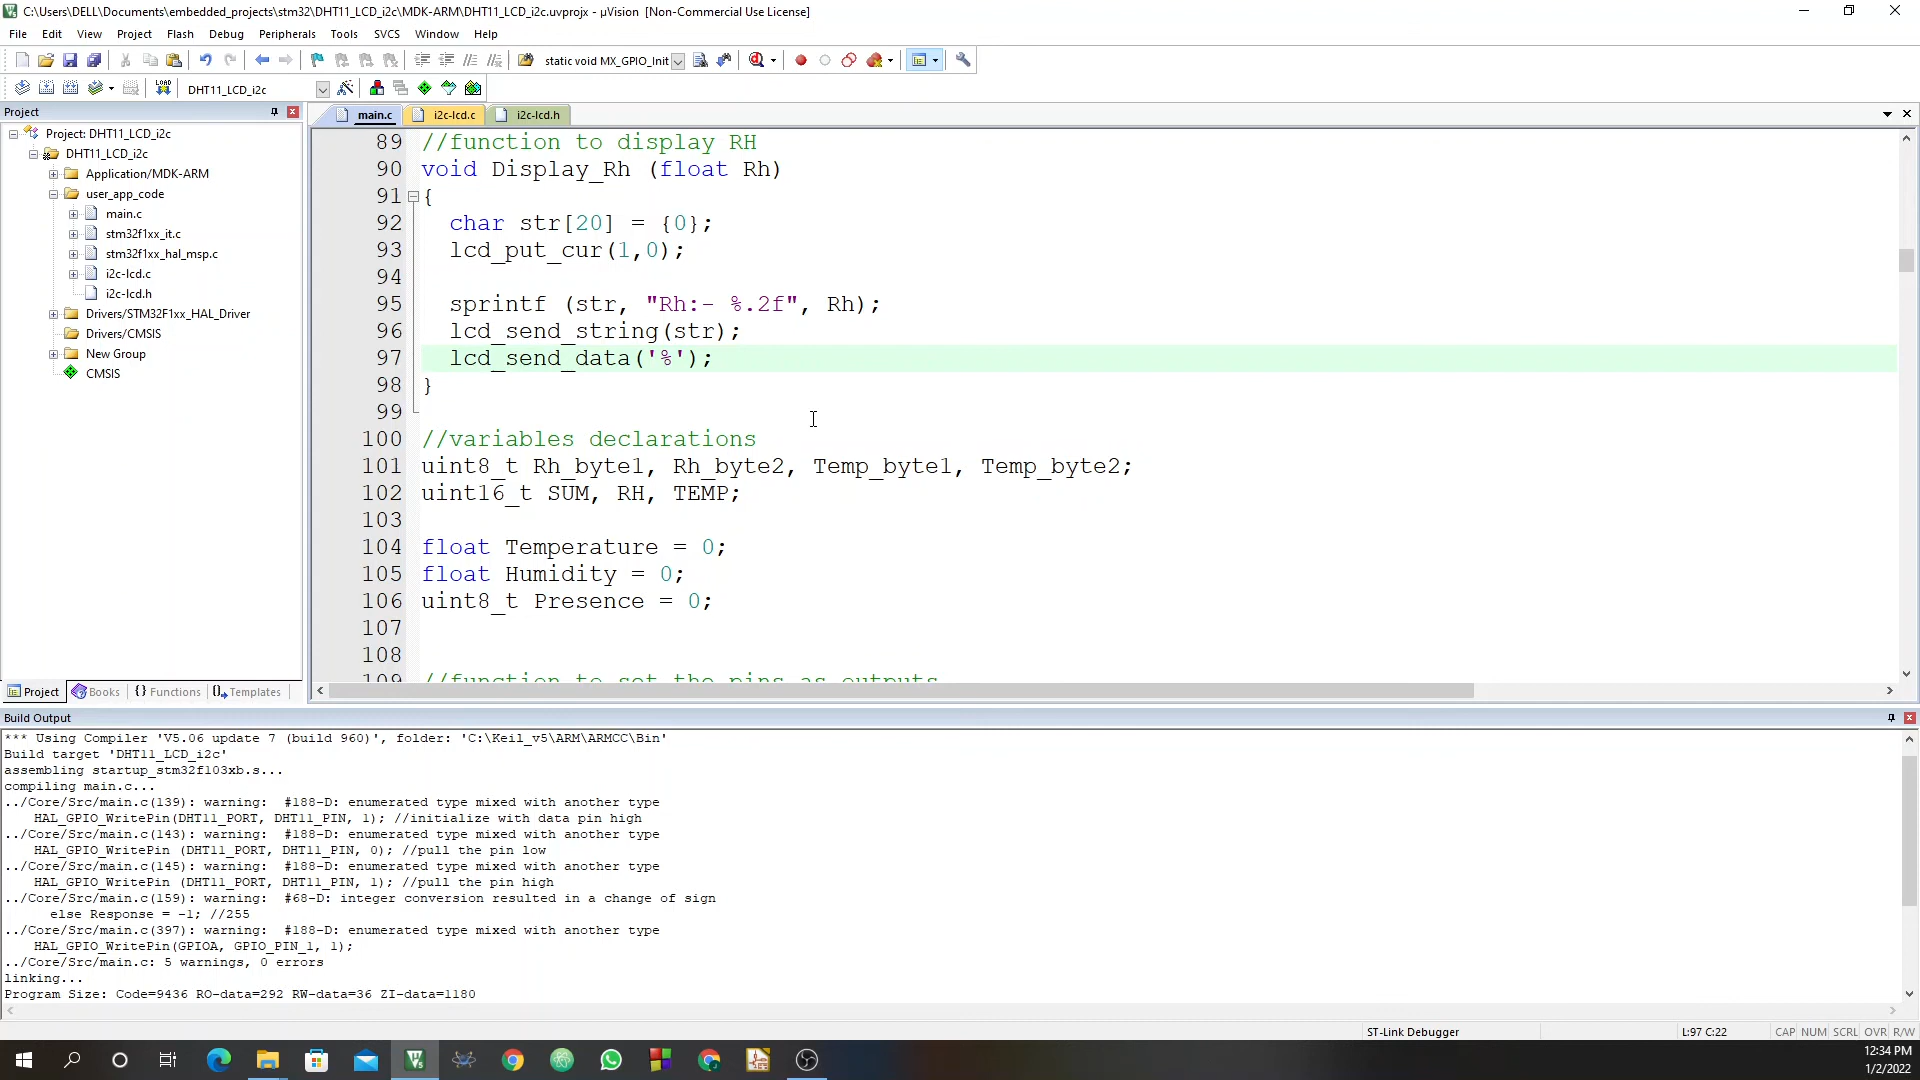 C:\Users\DELL\Documents\embedded_projects\stm32\DHT11_LCD_i2c\MDK-ARM\DHT11_LCD_i2c.uvprojx - µVision [Non-Commercial Use License]
File Edit View Project Flash Debug Peripherals Tools SVCS Window Help
static void MX_GPIO_Init
LOAD DHT11_LCD_i2c
Project
main.c i2c-lcd.c i2c-lcd.h
Project: DHT11_LCD_i2c
DHT11_LCD_i2c
Application/MDK-ARM
user_app_code
main.c
stm32f1xx_it.c
stm32f1xx_hal_msp.c
i2c-lcd.c
i2c-lcd.h
Drivers/STM32F1xx_HAL_Driver
Drivers/CMSIS
New Group
CMSIS
Project Books {} Functions Templates
89 //function to display RH
90 void Display_Rh (float Rh)
91 {
92 char str[20] = {0};
93 lcd_put_cur(1,0);
94
95 sprintf (str, "Rh:- %.2f", Rh);
96 lcd_send_string(str);
97 lcd_send_data('%');
98 }
99
100 //variables declarations
101 uint8_t Rh_byte1, Rh_byte2, Temp_byte1, Temp_byte2;
102 uint16_t SUM, RH, TEMP;
103
104 float Temperature = 0;
105 float Humidity = 0;
106 uint8_t Presence = 0;
107
108
109 //function to set the pins as outputs
Build Output
*** Using Compiler 'V5.06 update 7 (build 960)', folder: 'C:\Keil_v5\ARM\ARMCC\Bin'
Build target 'DHT11_LCD_i2c'
assembling startup_stm32f103xb.s...
compiling main.c...
../Core/Src/main.c(139): warning:  #188-D: enumerated type mixed with another type
HAL_GPIO_WritePin(DHT11_PORT, DHT11_PIN, 1); //initialize with data pin high
../Core/Src/main.c(143): warning:  #188-D: enumerated type mixed with another type
HAL_GPIO_WritePin (DHT11_PORT, DHT11_PIN, 0); //pull the pin low
../Core/Src/main.c(145): warning:  #188-D: enumerated type mixed with another type
HAL_GPIO_WritePin (DHT11_PORT, DHT11_PIN, 1); //pull the pin high
../Core/Src/main.c(159): warning:  #68-D: integer conversion resulted in a change of sign
else Response = -1; //255
../Core/Src/main.c(397): warning:  #188-D: enumerated type mixed with another type
HAL_GPIO_WritePin(GPIOA, GPIO_PIN_1, 1);
../Core/Src/main.c: 5 warnings, 0 errors
linking...
Program Size: Code=9436 RO-data=292 RW-data=36 ZI-data=1180
ST-Link Debugger L:97 C:22 CAP NUM SCRL OVR R/W
12:34 PM
1/2/2022